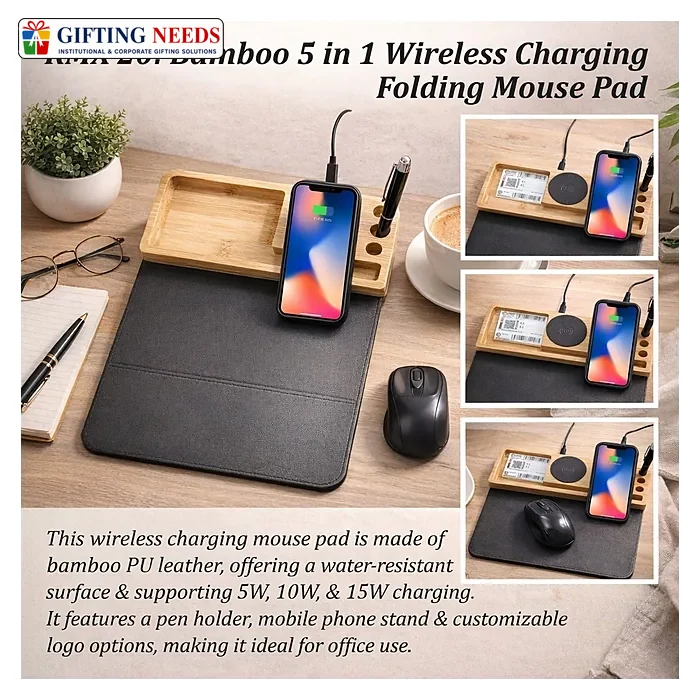 GIFTING NEEDS
INSTITUTIONAL & CORPORATE GIFTING SOLUTIONS
Bamboo 5 in 1 Wireless Charging
Folding Mouse Pad
This wireless charging mouse pad is made of
bamboo PU leather, offering a water-resistant
surface & supporting 5W, 10W, & 15W charging.
It features a pen holder, mobile phone stand & customizable
logo options, making it ideal for office use.